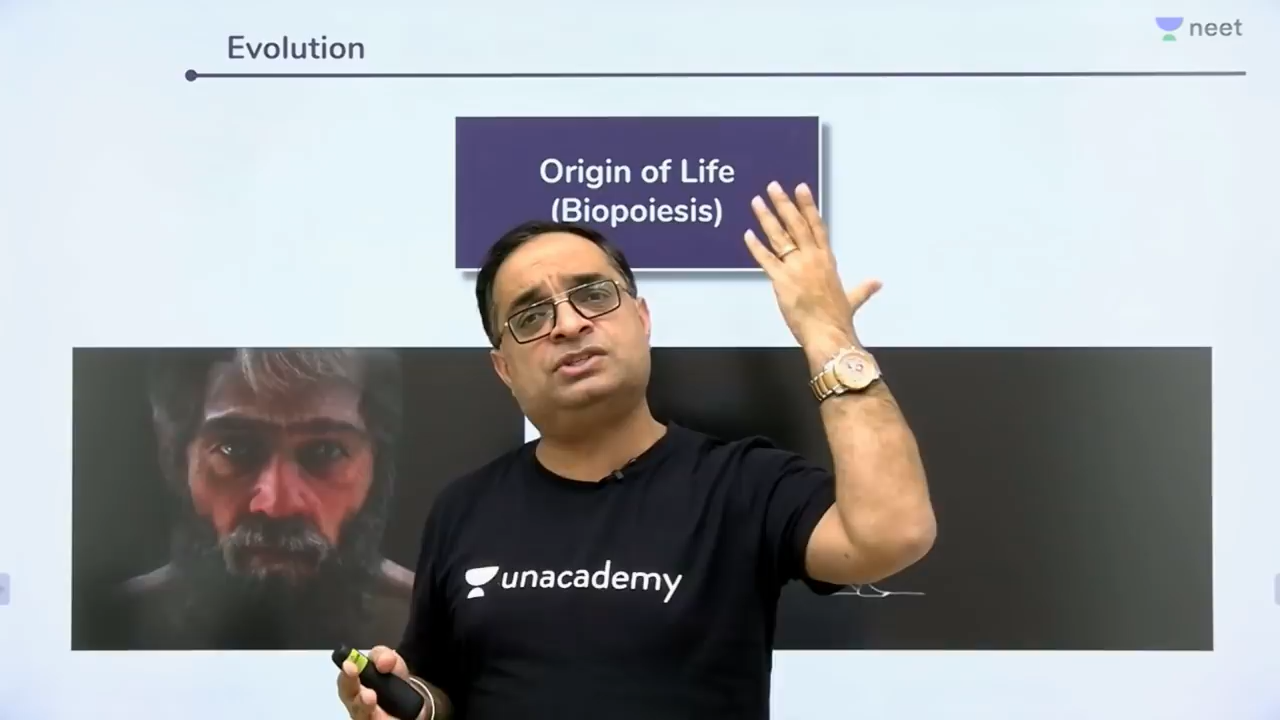 Evolution
neet
Origin of Life
(Biopoiesis)
unacademy